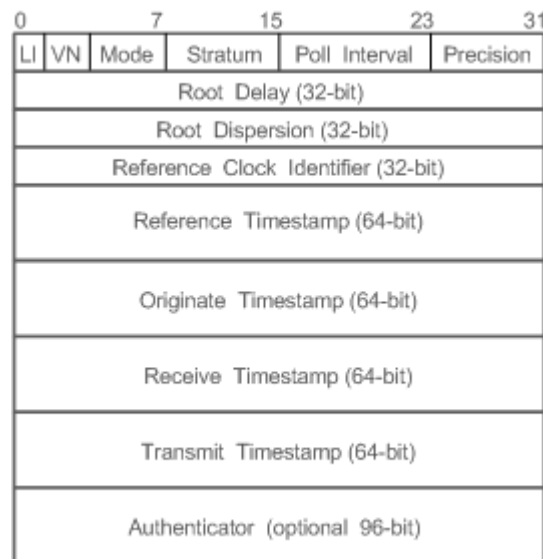 0 7 15 23 31
LI VN Mode Stratum Poll Interval Precision
Root Delay (32-bit)
Root Dispersion (32-bit)
Reference Clock Identifier (32-bit)
Reference Timestamp (64-bit)
Originate Timestamp (64-bit)
Receive Timestamp (64-bit)
Transmit Timestamp (64-bit)
Authenticator (optional 96-bit)